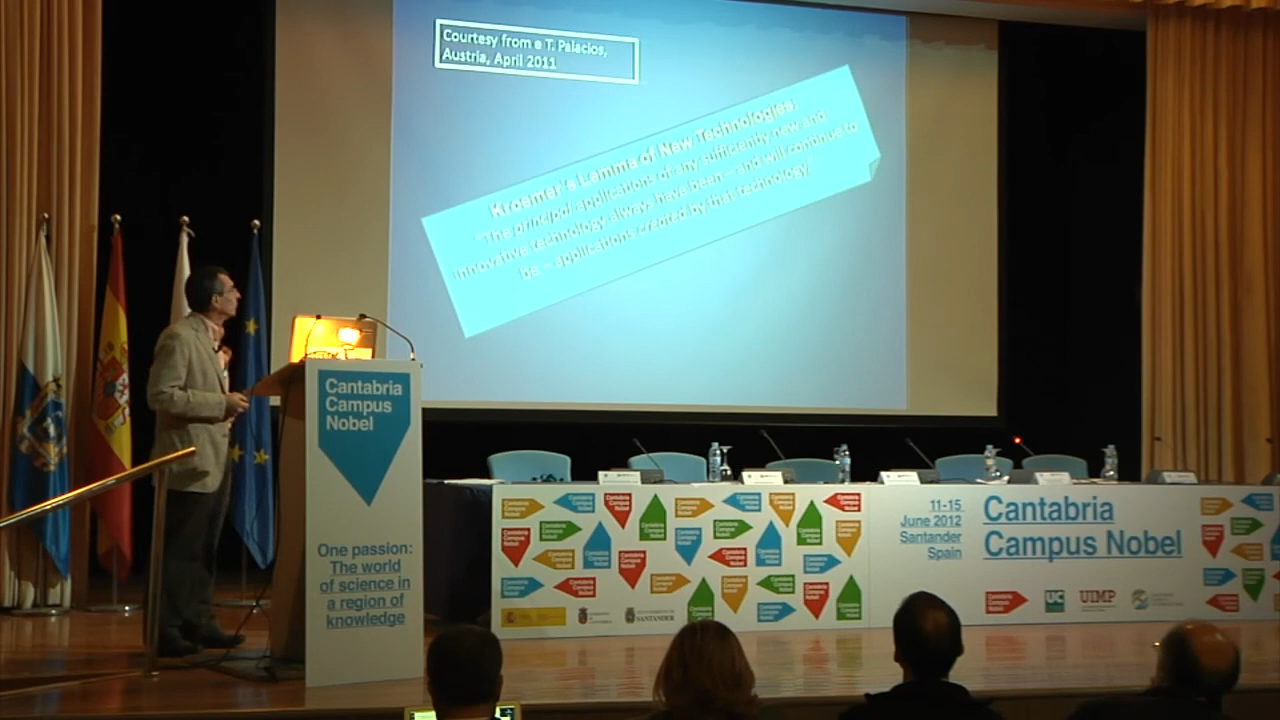 Courtesy from e T. Palacios,
Austria, April 2011
Kroemer's Lemma of New Technologies:
"The principal applications of any sufficiently new and
innovative technology always have been – and will continue to
be – applications created by that technology."
Cantabria
Campus
Nobel
One passion:
The world
of science in
a region of
knowledge
11-15
June 2012
Santander
Spain
Cantabria
Campus Nobel
UC
UIMP
SANTANDER